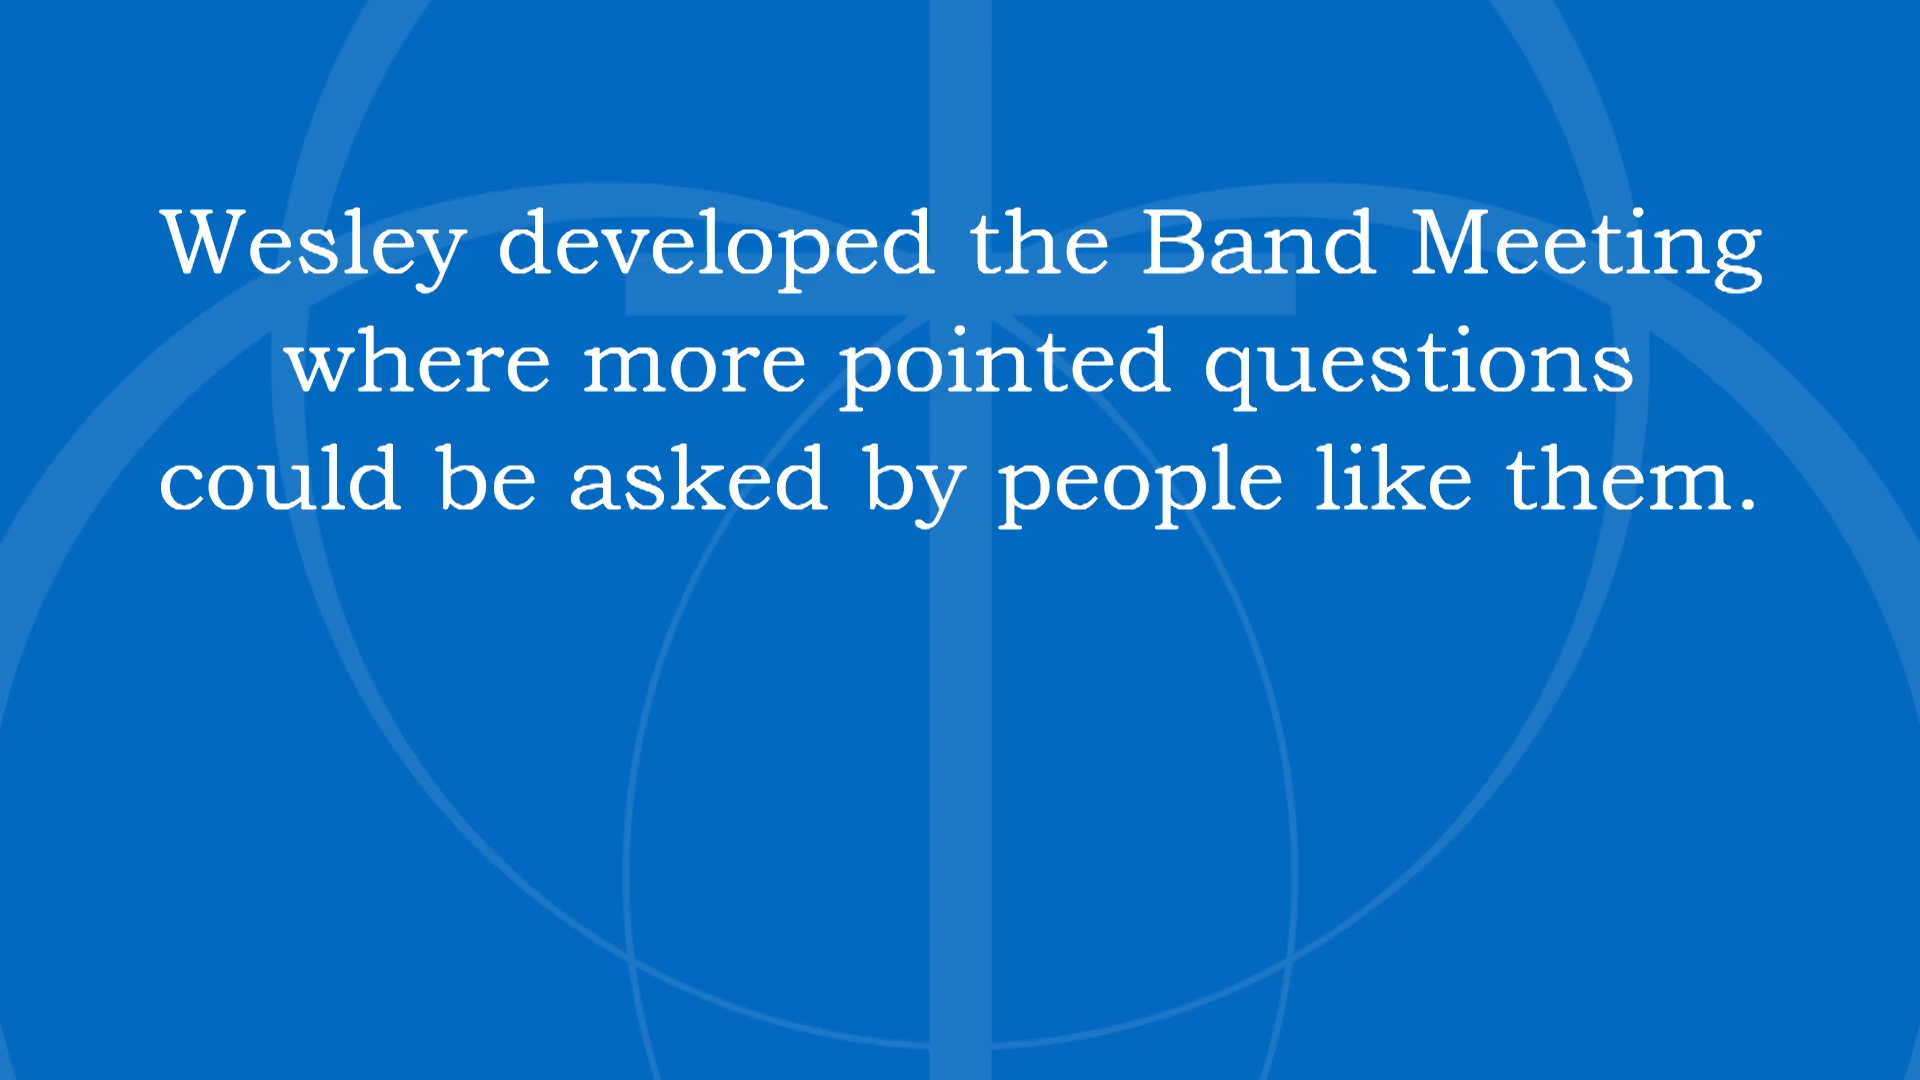 Wesley developed the Band Meeting
where more pointed questions
could be asked by people like them.